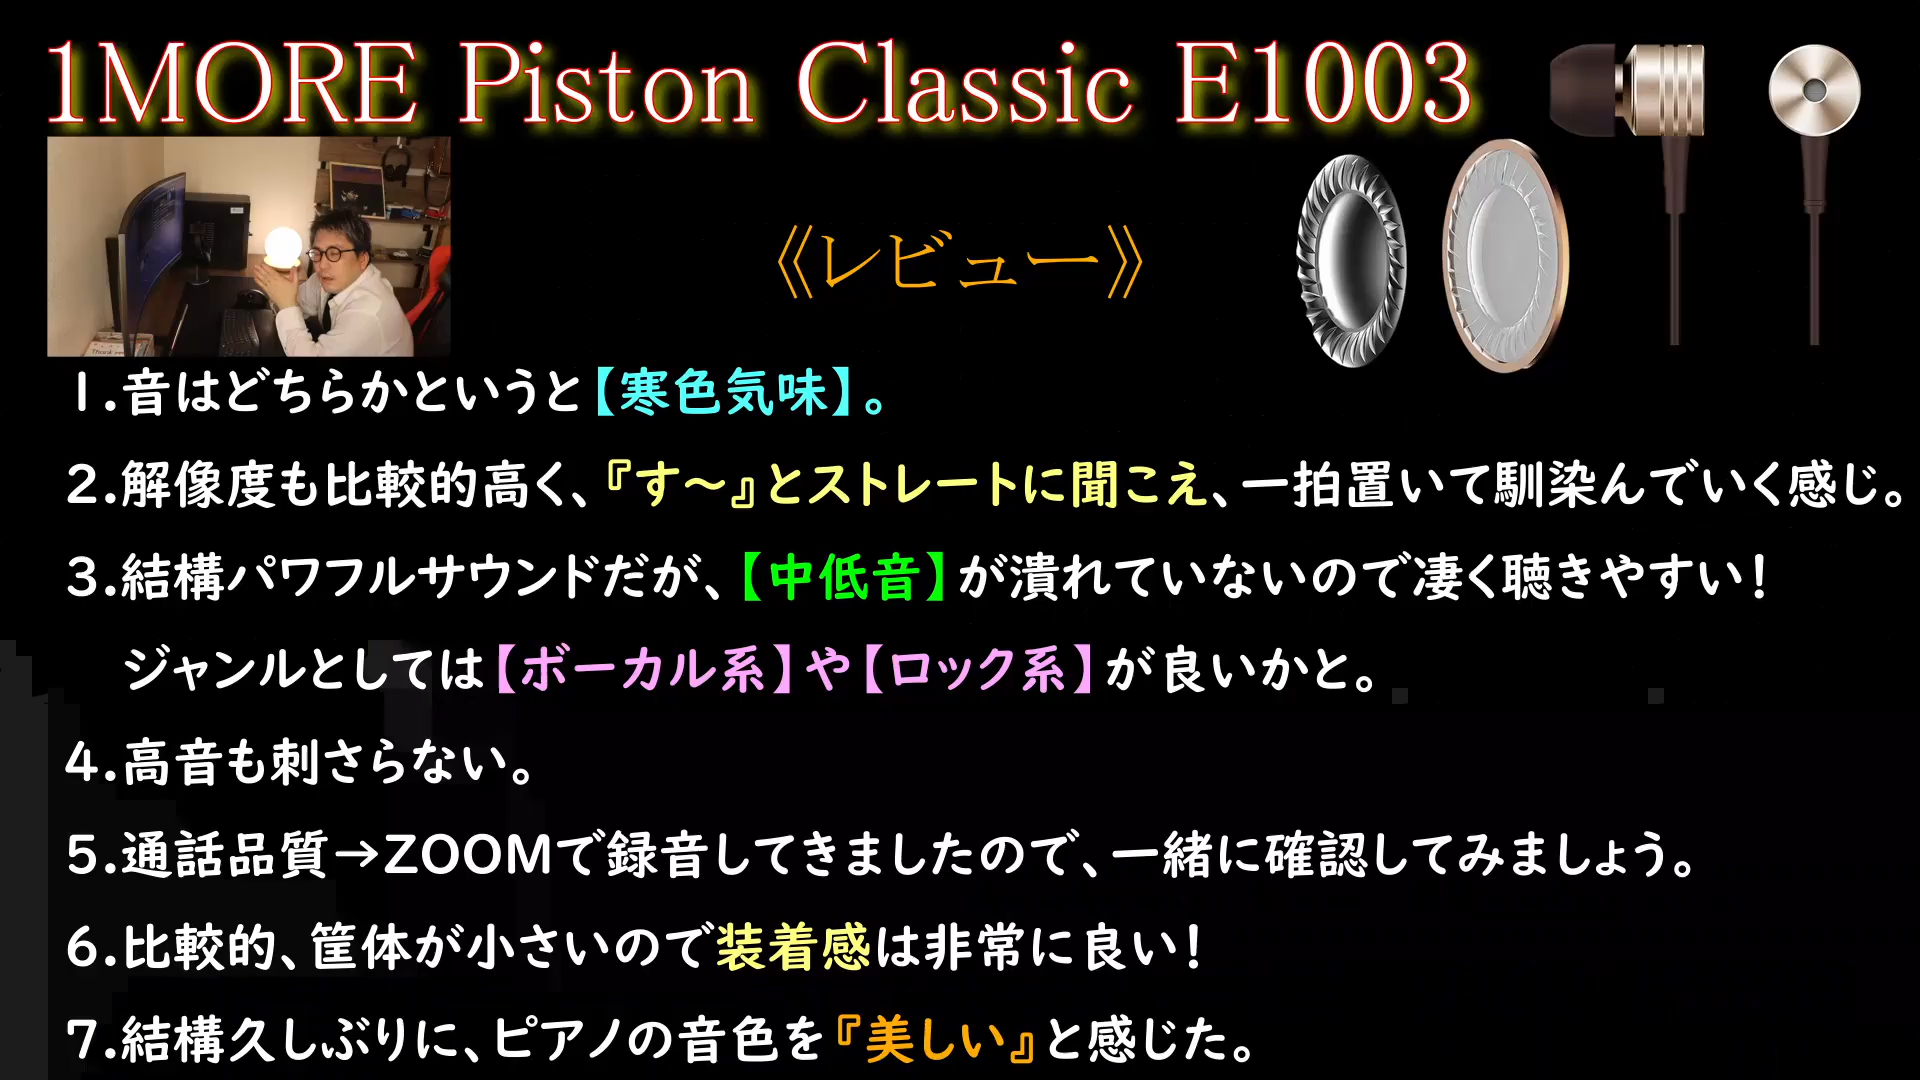 1MORE Piston Classic E1003
《レビュー》
1.音はどちらかというと【寒色気味】。
2.解像度も比較的高く、『す～』とストレートに聞こえ、一拍置いて馴染んでいく感じ。
3.結構パワフルサウンドだが、【中低音】が潰れていないので凄く聴きやすい！
ジャンルとしては【ボーカル系】や【ロック系】が良いかと。
4.高音も刺さらない。
5.通話品質→ZOOMで録音してきましたので、一緒に確認してみましょう。
6.比較的、筐体が小さいので装着感は非常に良い！
7.結構久しぶりに、ピアノの音色を『美しい』と感じた。